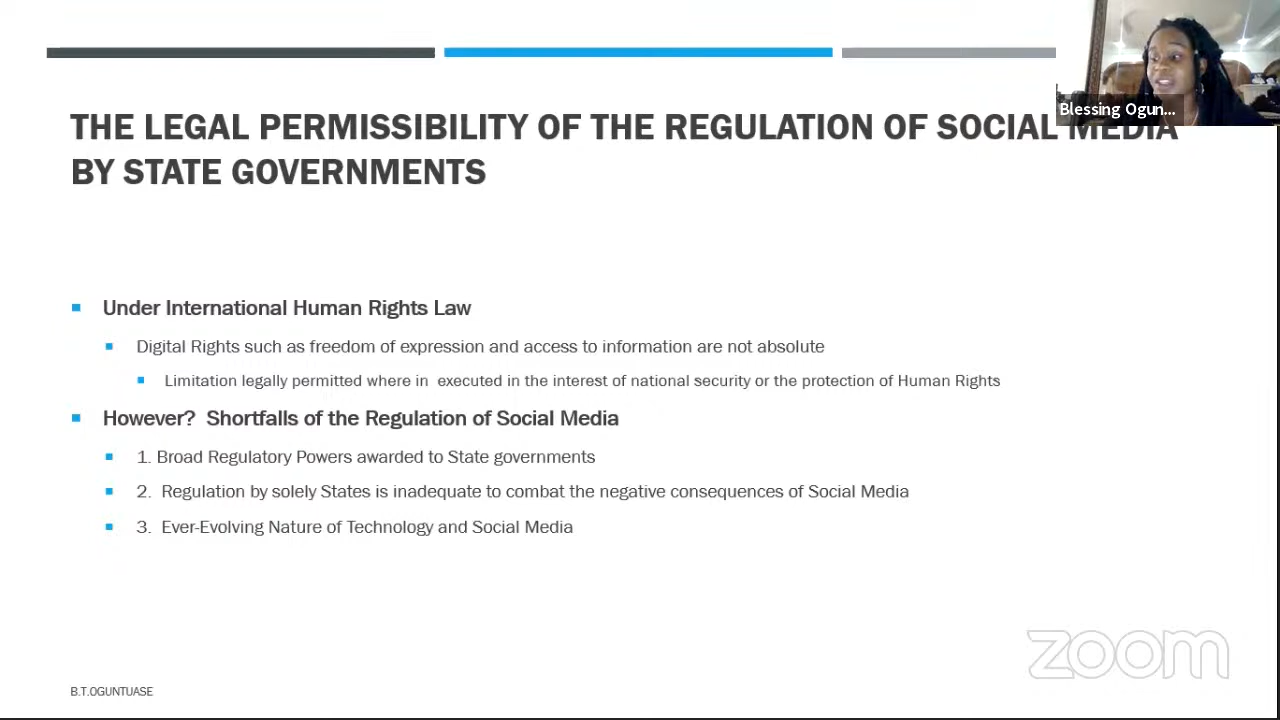 THE LEGAL PERMISSIBILITY OF THE REGULATION OF SOCIAL MEDIA
BY STATE GOVERNMENTS
Blessing Ogun...
Under International Human Rights Law
Digital Rights such as freedom of expression and access to information are not absolute
Limitation legally permitted where in executed in the interest of national security or the protection of Human Rights
However? Shortfalls of the Regulation of Social Media
1. Broad Regulatory Powers awarded to State governments
2. Regulation by solely States is inadequate to combat the negative consequences of Social Media
3. Ever-Evolving Nature of Technology and Social Media
zoom
B.T.OGUNTUASE